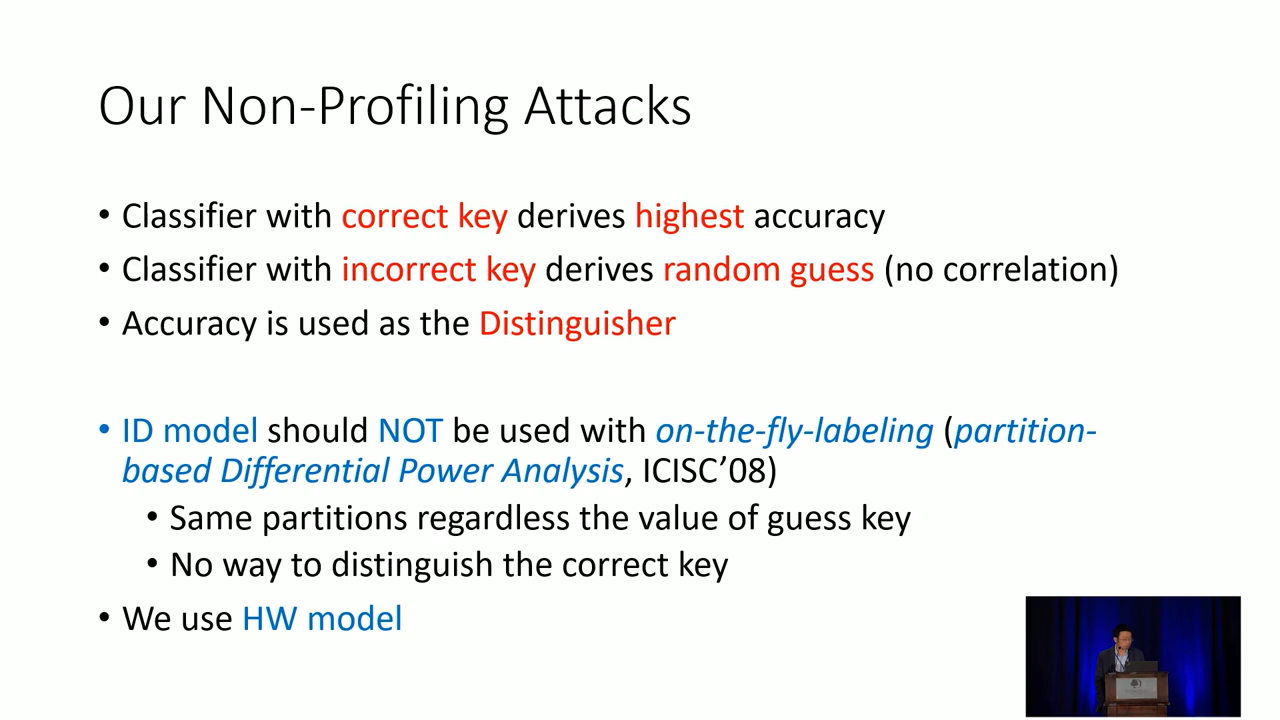 Our Non-Profiling Attacks
• Classifier with correct key derives highest accuracy
• Classifier with incorrect key derives random guess (no correlation)
• Accuracy is used as the Distinguisher
• ID model should NOT be used with on-the-fly-labeling (partition-
based Differential Power Analysis, ICISC’08)
• Same partitions regardless the value of guess key
• No way to distinguish the correct key
• We use HW model